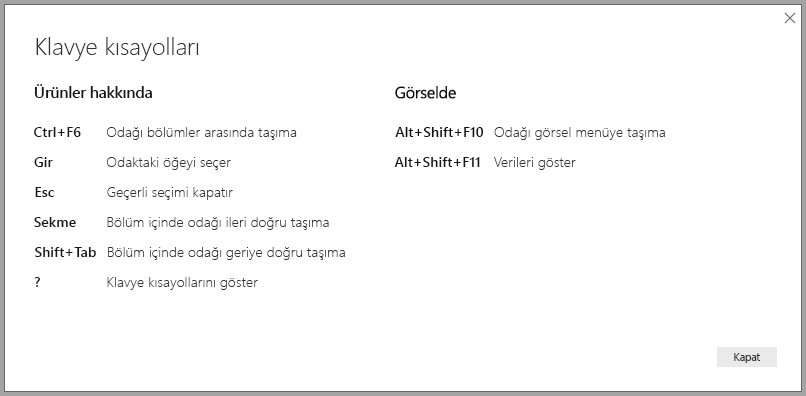 Klavye kısayolları
Ürünler hakkında
Ctrl+F6 Odağı bölümler arasında taşıma
Gir Odaktaki öğeyi seçer
Esc Geçerli seçimi kapatır
Sekme Bölüm içinde odağı ileri doğru taşıma
Shift+Tab Bölüm içinde odağı geriye doğru taşıma
? Klavye kısayollarını göster
Görselde
Alt+Shift+F10 Odağı görsel menüye taşıma
Alt+Shift+F11 Verileri göster
Kapat